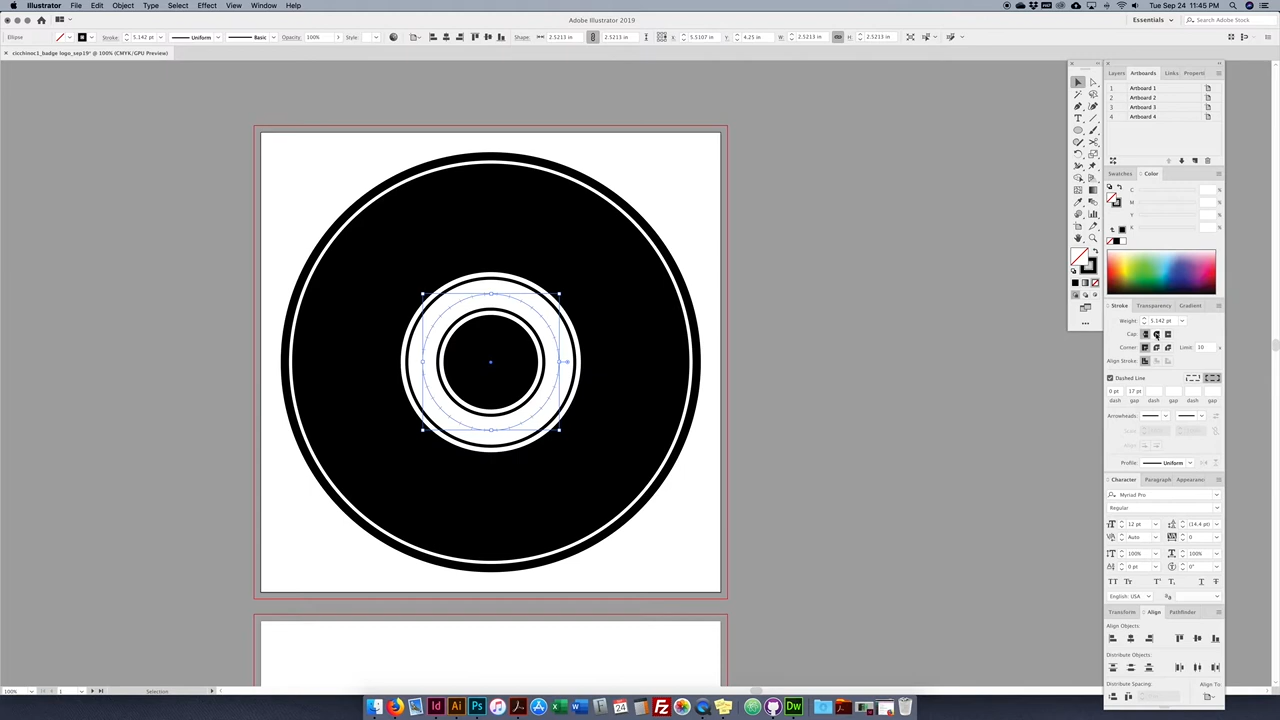 Illustrator File Edit Object Type Select Effect View Window Help
Tue Sep 24 11:45 PM
Adobe Illustrator 2019
Essentials
Search Adobe Stock
Ellipse
Stroke: 5.142 pt Uniform Basic Opacity: 100% Style: Shape: 2.5213 in 2.5213 in X: 5.5107 in Y: 4.25 in W: 2.5213 in H: 2.5213 in
cicchinoc1_badge logo_sep19* @ 100% (CMYK/GPU Preview)
Layers Artboards Links Properti
1 Artboard 1
2 Artboard 2
3 Artboard 3
4 Artboard 4
Swatches Color
C %
M %
Y %
K %
Stroke Transparency Gradient
Weight: 5.142 pt
Cap:
Corner: Limit: 10 x
Align Stroke:
Dashed Line
0 pt 17 pt
dash gap dash gap dash gap
Arrowheads:
Scale:
Align:
Profile: Uniform
Character Paragraph Appearanc
Myriad Pro
Regular
12 pt (14.4 pt)
Auto 0
100% 100%
0 pt 0°
English: USA
Transform Align Pathfinder
Align Objects:
Distribute Objects:
Distribute Spacing: Align To:
100% 1 Selection